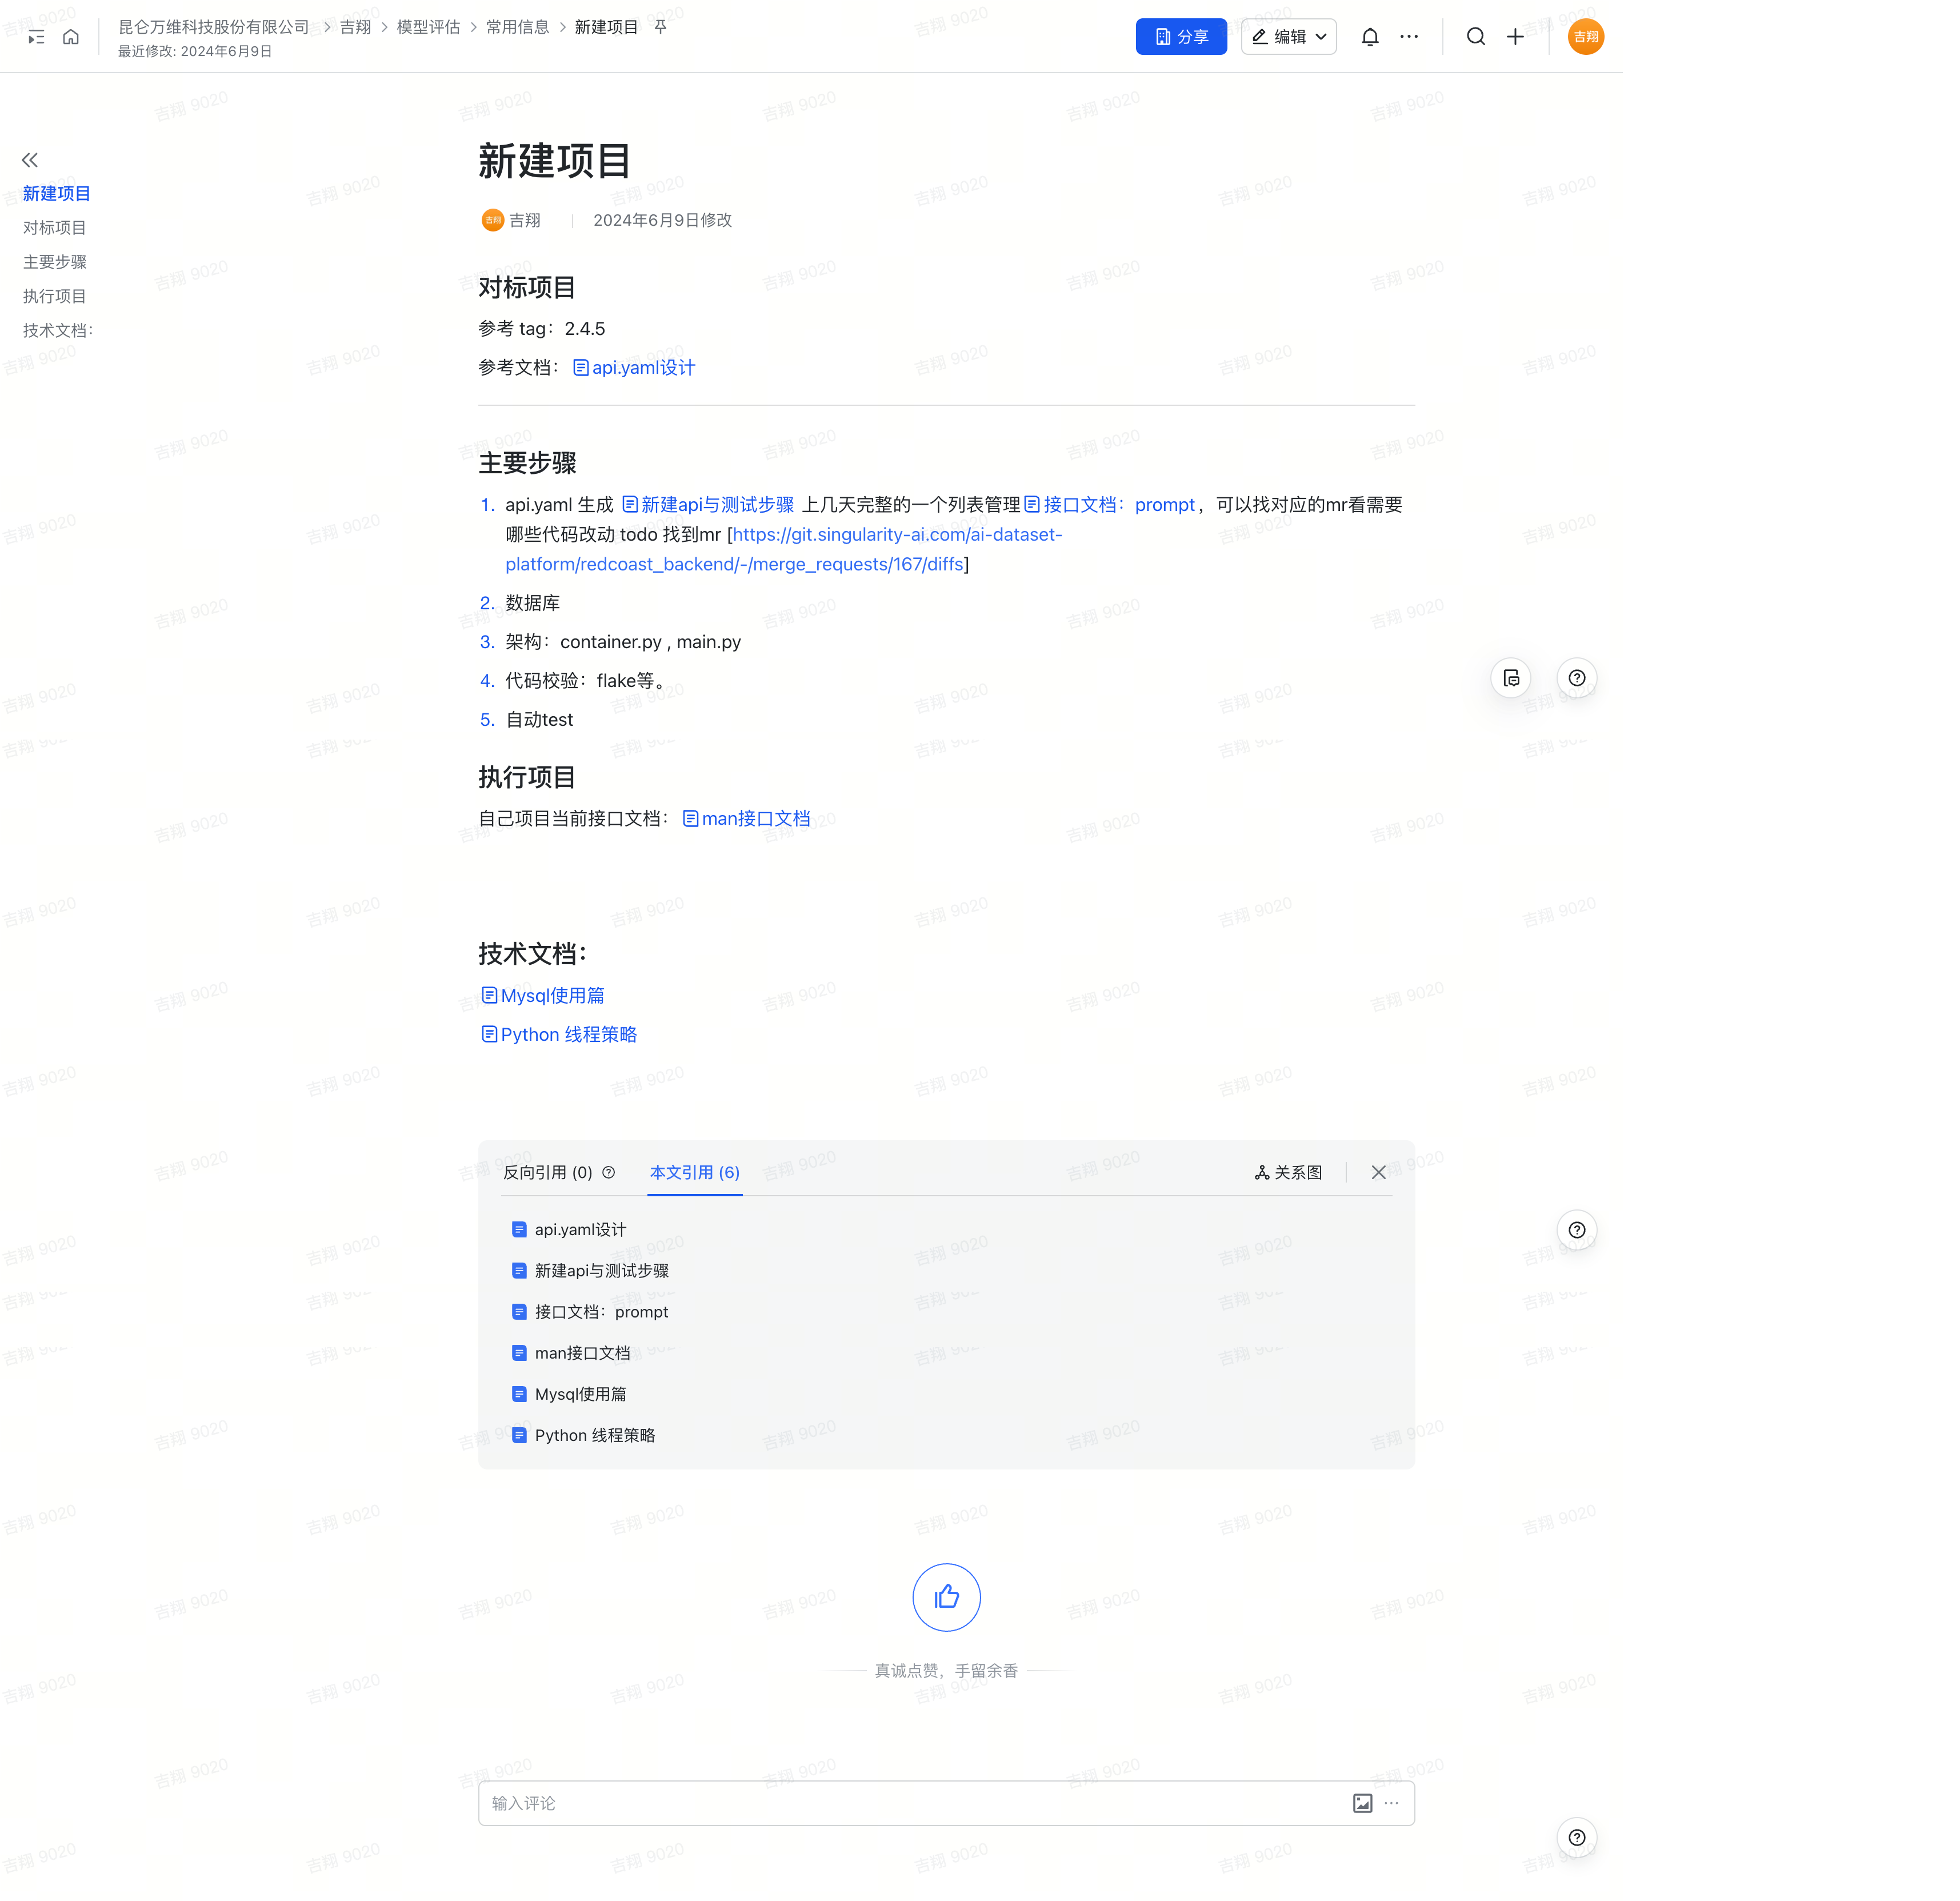 昆仑万维科技股份有限公司 > 吉翔 > 模型评估 > 常用信息 > 新建项目
最近修改: 2024年6月9日
分享
编辑
吉翔
新建项目
对标项目
主要步骤
执行项目
技术文档:
新建项目
吉翔 吉翔 | 2024年6月9日修改
对标项目
参考 tag：2.4.5
参考文档： api.yaml设计
主要步骤
1. api.yaml 生成 新建api与测试步骤 上几天完整的一个列表管理 接口文档：prompt，可以找对应的mr看需要
哪些代码改动 todo 找到mr [https://git.singularity-ai.com/ai-dataset-
platform/redcoast_backend/-/merge_requests/167/diffs]
2. 数据库
3. 架构：container.py , main.py
4. 代码校验：flake等。
5. 自动test
执行项目
自己项目当前接口文档： man接口文档
技术文档：
Mysql使用篇
Python 线程策略
反向引用 (0) 本文引用 (6) 关系图
api.yaml设计
新建api与测试步骤
接口文档：prompt
man接口文档
Mysql使用篇
Python 线程策略
真诚点赞，手留余香
输入评论
吉翔 9020